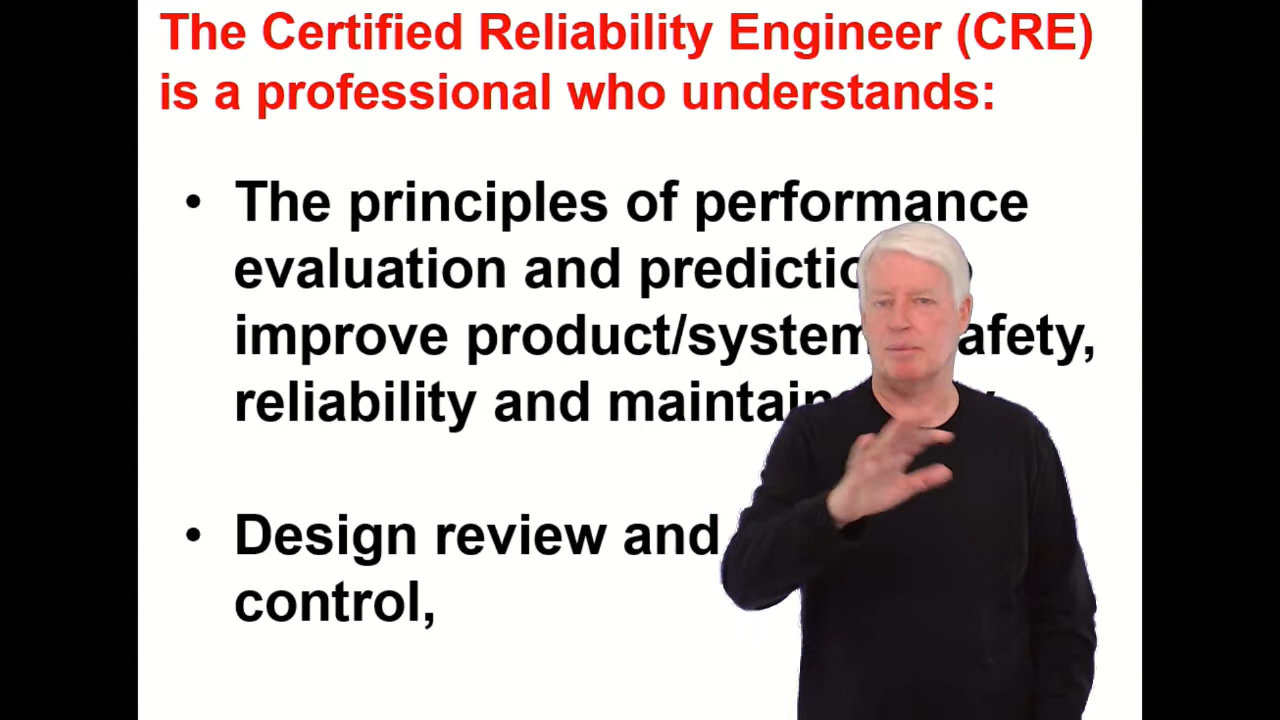 The Certified Reliability Engineer (CRE)
is a professional who understands:
• The principles of performance
evaluation and
improve product/system
reliability and
• Design review and
control,